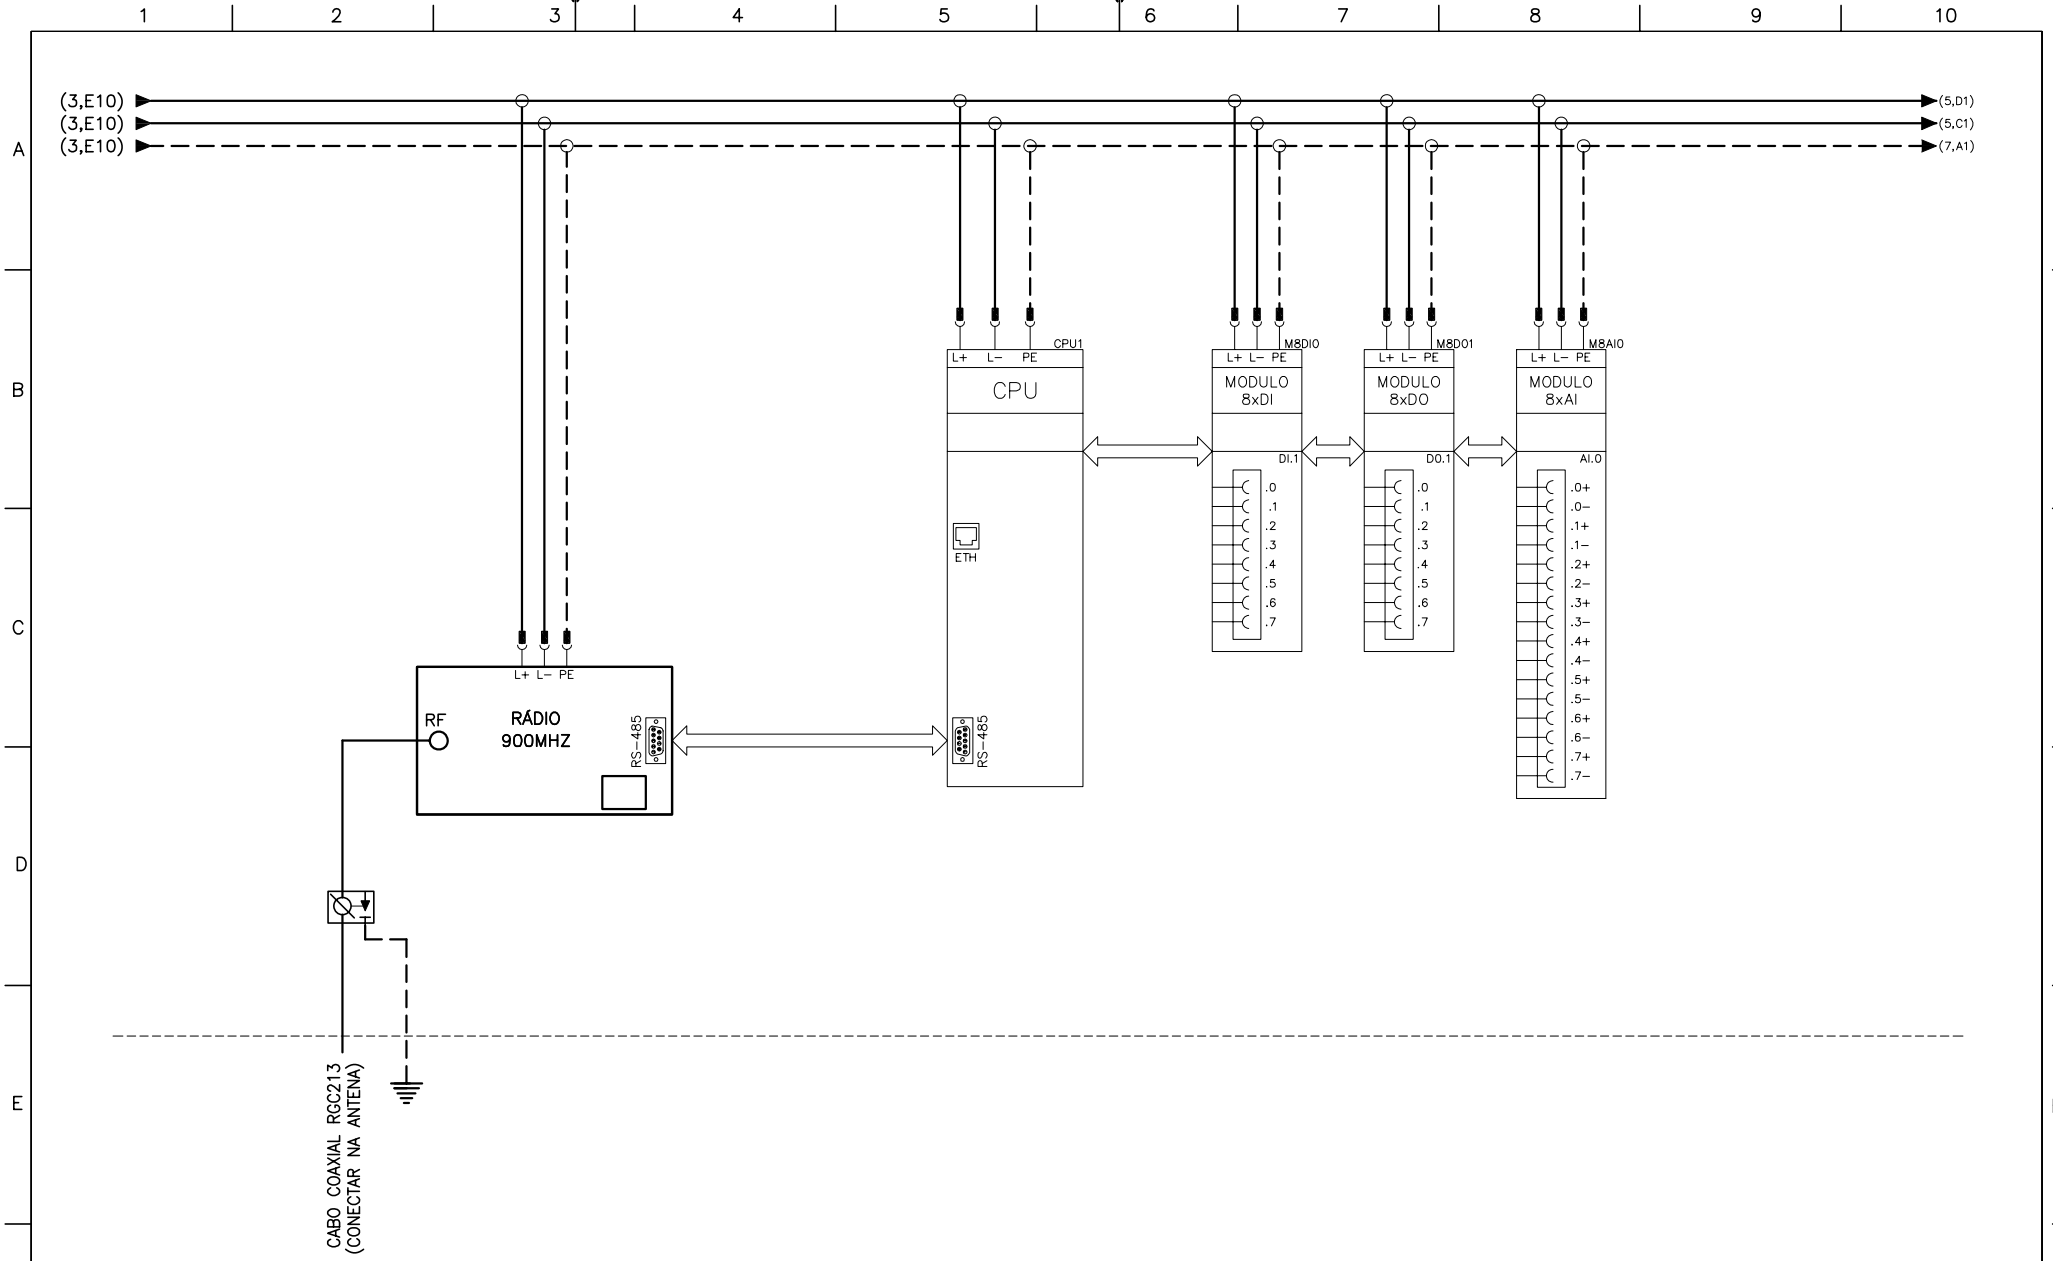 1 2 3 4 5 6 7 8 9 10
(3,E10) (5,D1)
(3,E10) (5,C1)
(3,E10) (7,A1)
A
B
C
D
E
CPU1
L+ L- PE
CPU
ETH
RS-485
M8DI0
L+ L- PE
MODULO
8xDI
DI.1
.0
.1
.2
.3
.4
.5
.6
.7
M8DO1
L+ L- PE
MODULO
8xDO
DO.1
.0
.1
.2
.3
.4
.5
.6
.7
M8AI0
L+ L- PE
MODULO
8xAI
AI.0
.0+
.0-
.1+
.1-
.2+
.2-
.3+
.3-
.4+
.4-
.5+
.5-
.6+
.6-
.7+
.7-
L+ L- PE
RF
RÁDIO
900MHZ
RS-485
CABO COAXIAL RGC213
(CONECTAR NA ANTENA)